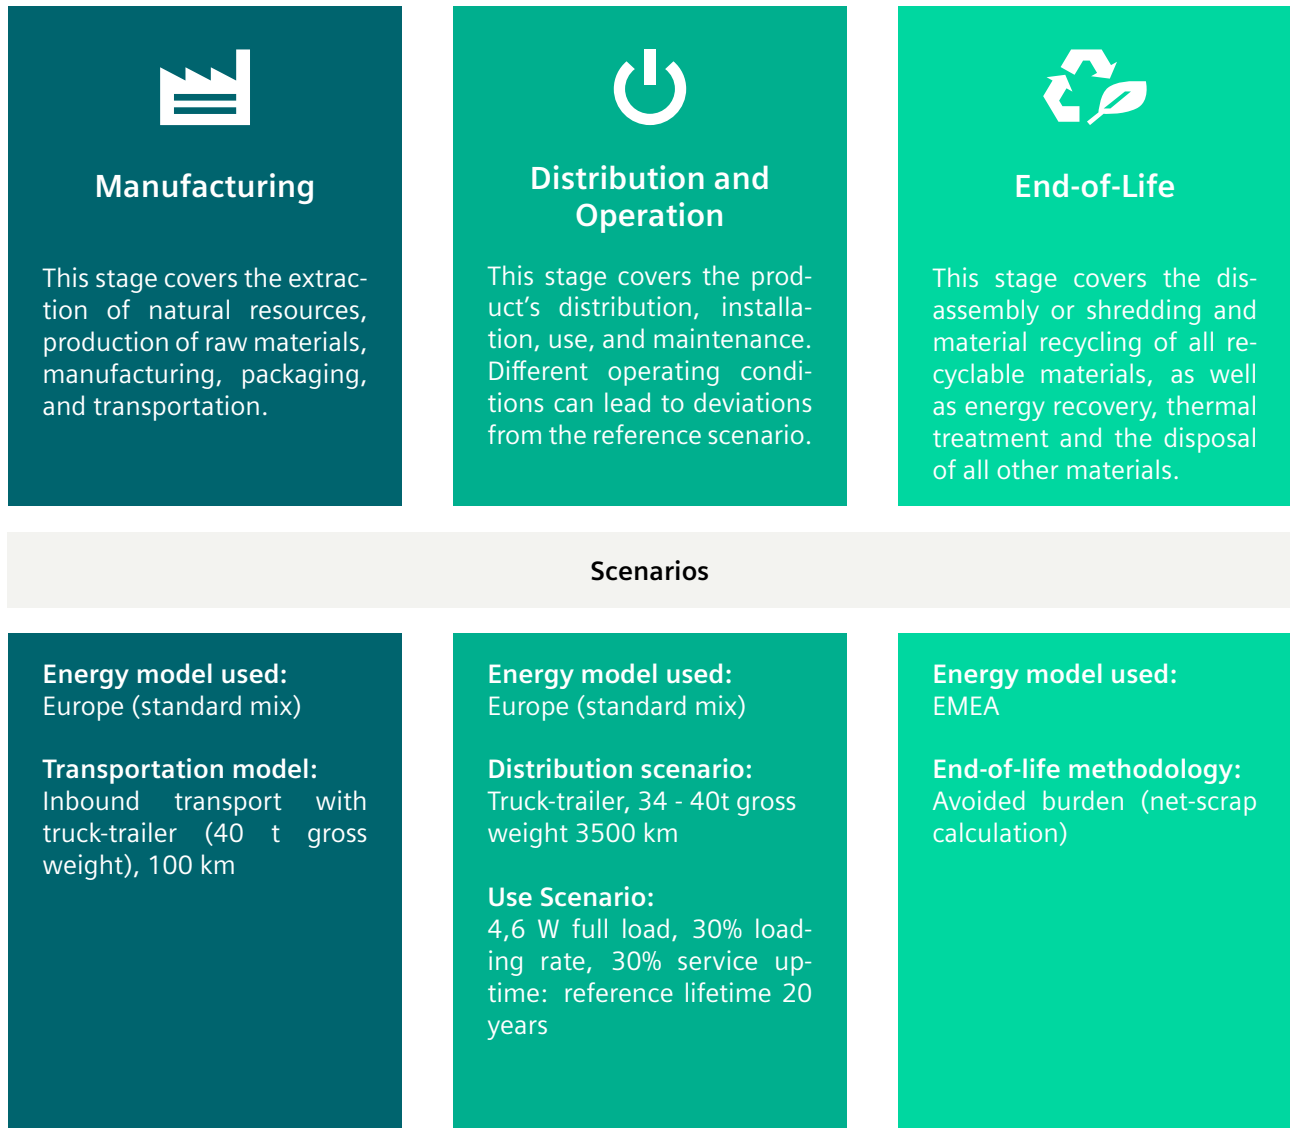 Manufacturing
This stage covers the extrac-
tion of natural resources,
production of raw materials,
manufacturing, packaging,
and transportation.
Distribution and
Operation
This stage covers the prod-
uct's distribution, installa-
tion, use, and maintenance.
Different operating condi-
tions can lead to deviations
from the reference scenario.
End-of-Life
This stage covers the dis-
assembly or shredding and
material recycling of all re-
cyclable materials, as well
as energy recovery, thermal
treatment and the disposal
of all other materials.
Scenarios
Energy model used:
Europe (standard mix)
Transportation model:
Inbound transport with
truck-trailer (40 t gross
weight), 100 km
Energy model used:
Europe (standard mix)
Distribution scenario:
Truck-trailer, 34 - 40t gross
weight 3500 km
Use Scenario:
4,6 W full load, 30% load-
ing rate, 30% service up-
time: reference lifetime 20
years
Energy model used:
EMEA
End-of-life methodology:
Avoided burden (net-scrap
calculation)